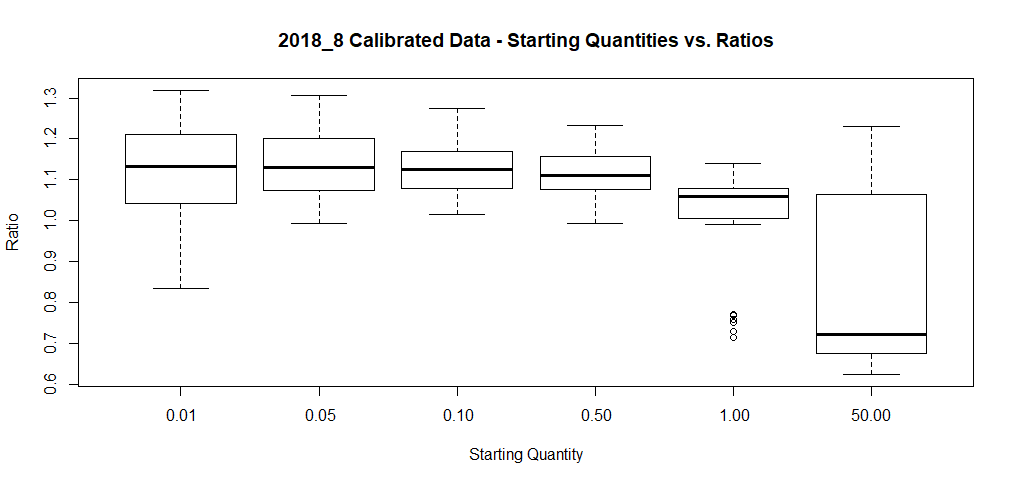 2018_8 Calibrated Data - Starting Quantities vs. Ratios
Ratio
1.3
1.2
1.1
1.0
0.9
0.8
0.7
0.6
0.01 0.05 0.10 0.50 1.00 50.00
Starting Quantity